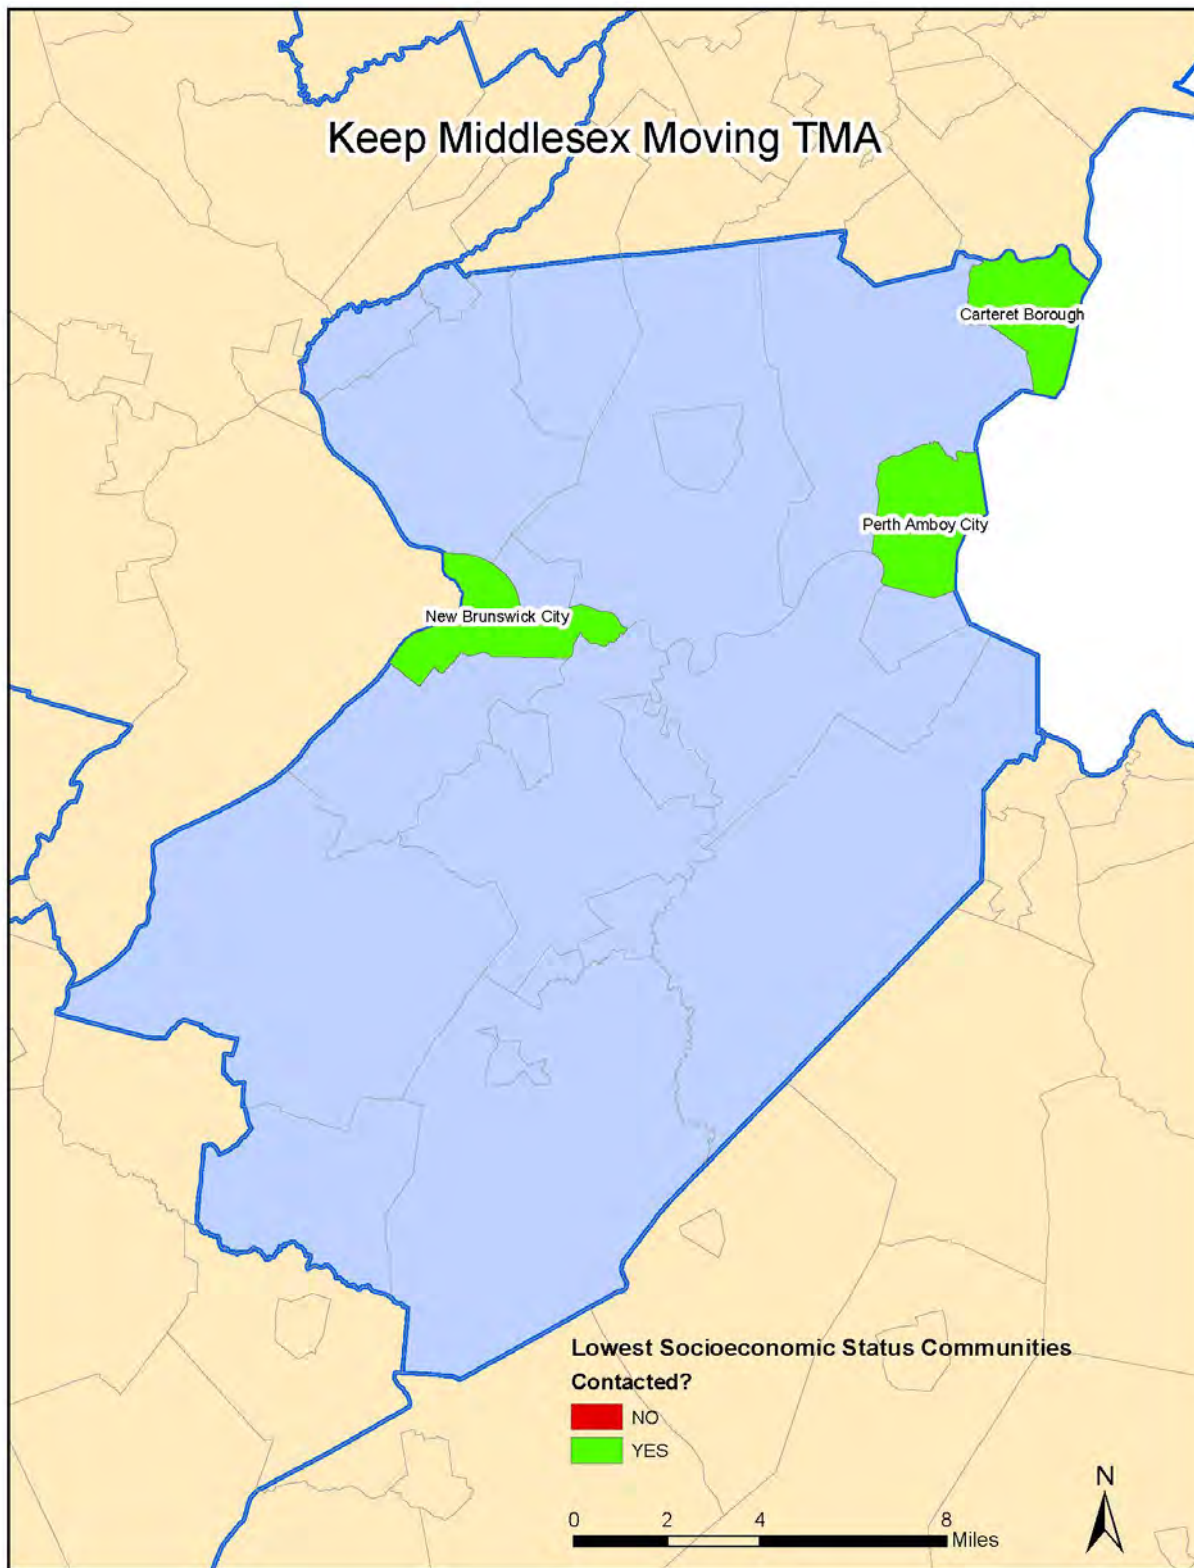 Keep Middlesex Moving TMA
Carteret Borough
Perth Amboy City
New Brunswick City
Lowest Socioeconomic Status Communities
Contacted?
NO
YES
N
0 2 4 8
Miles